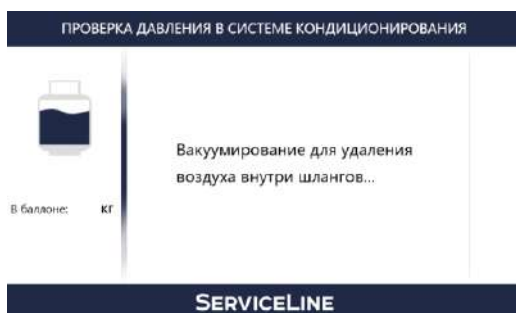 ПРОВЕРКА ДАВЛЕНИЯ В СИСТЕМЕ КОНДИЦИОНИРОВАНИЯ
Вакуумирование для удаления
воздуха внутри шлангов...
В баллоне: КГ
SERVICELINE